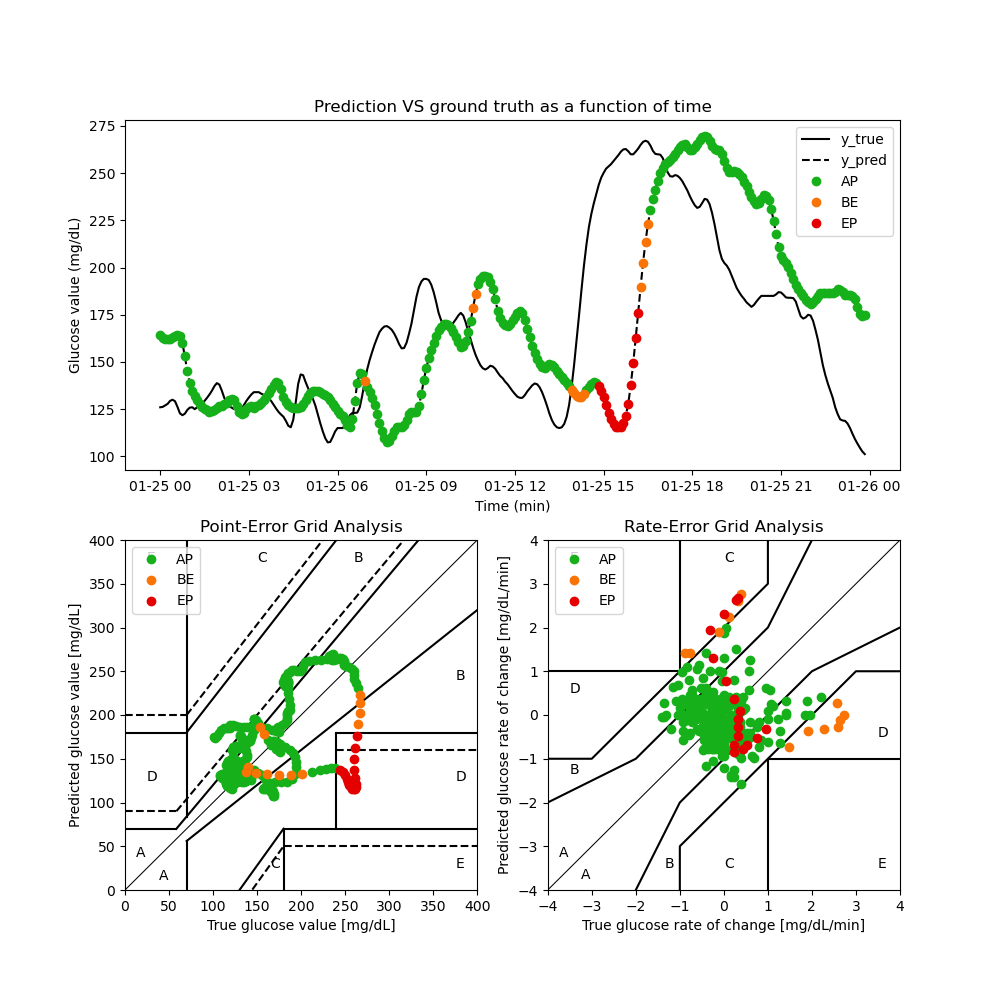 Prediction VS ground truth as a function of time
Glucose value (mg/dL)
275
250
225
200
175
150
125
100
y_true
y_pred
AP
BE
EP
01-25 00 01-25 03 01-25 06 01-25 09 01-25 12 01-25 15 01-25 18 01-25 21 01-26 00
Time (min)
Point-Error Grid Analysis
Predicted glucose value [mg/dL]
400
350
300
250
200
150
100
50
0
AP
BE
EP
C
B
B
D
D
A
A
C
E
0 50 100 150 200 250 300 350 400
True glucose value [mg/dL]
Rate-Error Grid Analysis
Predicted glucose rate of change [mg/dL/min]
4
3
2
1
0
−1
−2
−3
−4
AP
BE
EP
C
D
D
B
A
A
B
C
E
−4 −3 −2 −1 0 1 2 3 4
True glucose rate of change [mg/dL/min]